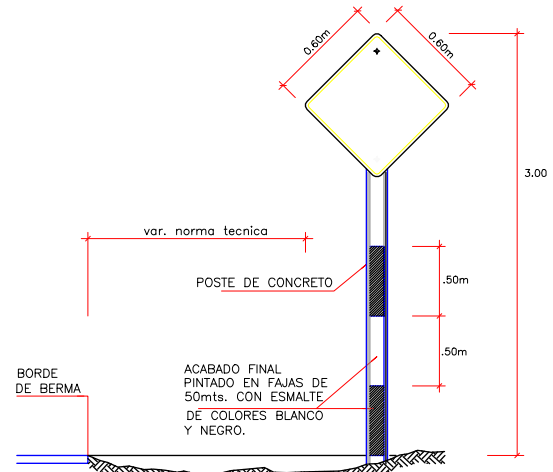 0.60m
0.60m
3.00
var. norma tecnica
POSTE DE CONCRETO
.50m
.50m
BORDE
DE BERMA
ACABADO FINAL
PINTADO EN FAJAS DE
50mts. CON ESMALTE
DE COLORES BLANCO
Y NEGRO.